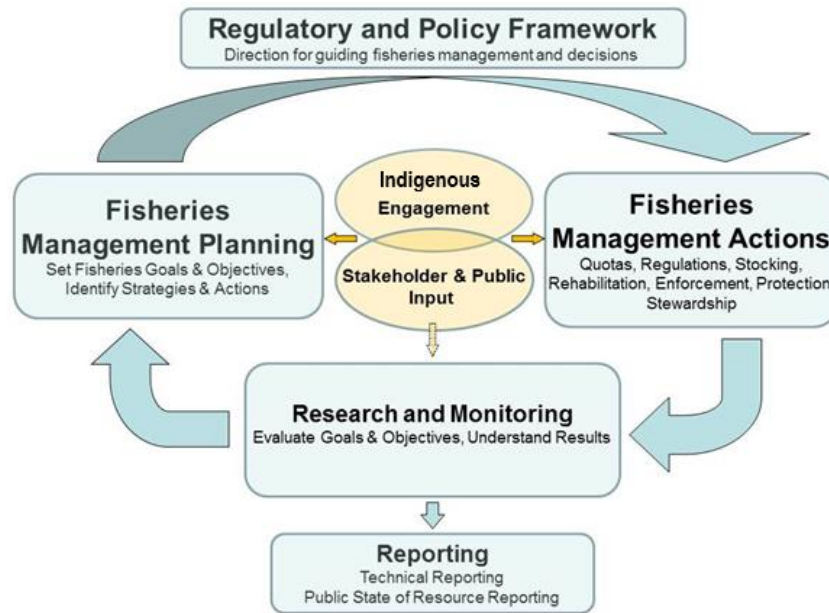 Regulatory and Policy Framework
Direction for guiding fisheries management and decisions
Indigenous
Engagement
Stakeholder & Public
Input
Fisheries
Management Planning
Set Fisheries Goals & Objectives,
Identify Strategies & Actions
Fisheries
Management Actions
Quotas, Regulations, Stocking,
Rehabilitation, Enforcement, Protection
Stewardship
Research and Monitoring
Evaluate Goals & Objectives, Understand Results
Reporting
Technical Reporting
Public State of Resource Reporting